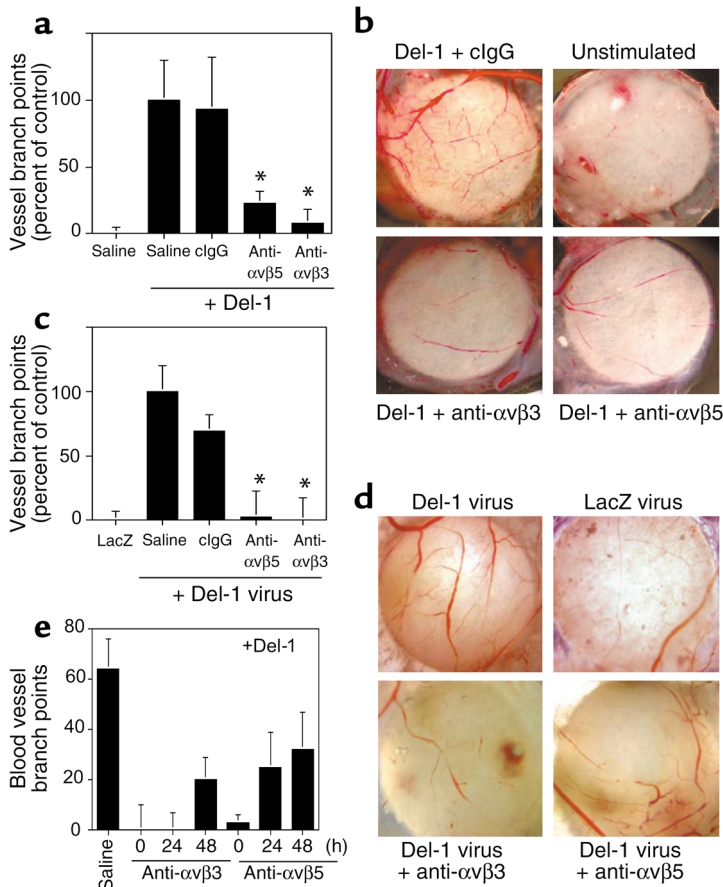 a
Vessel branch points
(percent of control)
100
50
0
*
*
Saline
Saline
cIgG
Anti-
αvβ5
Anti-
αvβ3
+ Del-1
b
Del-1 + cIgG
Unstimulated
Del-1 + anti-αvβ3
Del-1 + anti-αvβ5
c
Vessel branch points
(percent of control)
100
50
0
*
*
LacZ
Saline
cIgG
Anti-
αvβ5
Anti-
αvβ3
+ Del-1 virus
d
Del-1 virus
LacZ virus
Del-1 virus
+ anti-αvβ3
Del-1 virus
+ anti-αvβ5
e
Blood vessel
branch points
80
60
40
20
0
+Del-1
Saline
0
24
48
0
24
48
(h)
Anti-αvβ3
Anti-αvβ5